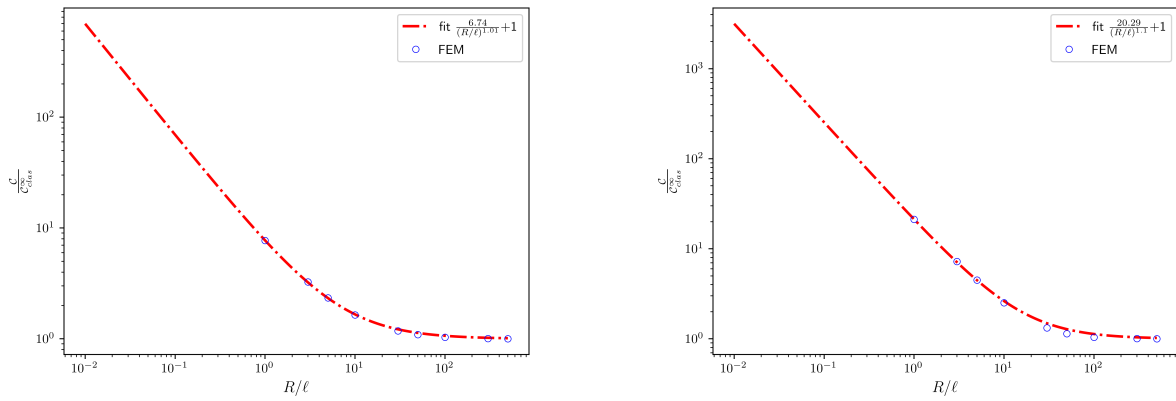 fit 6.74/(R/ℓ)^1.01 +1
FEM
10^2
10^1
10^0
𝒞/𝒞^∞_clas
10^−2 10^−1 10^0 10^1 10^2
R/ℓ
fit 20.29/(R/ℓ)^1.1 +1
FEM
10^3
10^2
10^1
10^0
𝒞/𝒞^∞_clas
10^−2 10^−1 10^0 10^1 10^2
R/ℓ